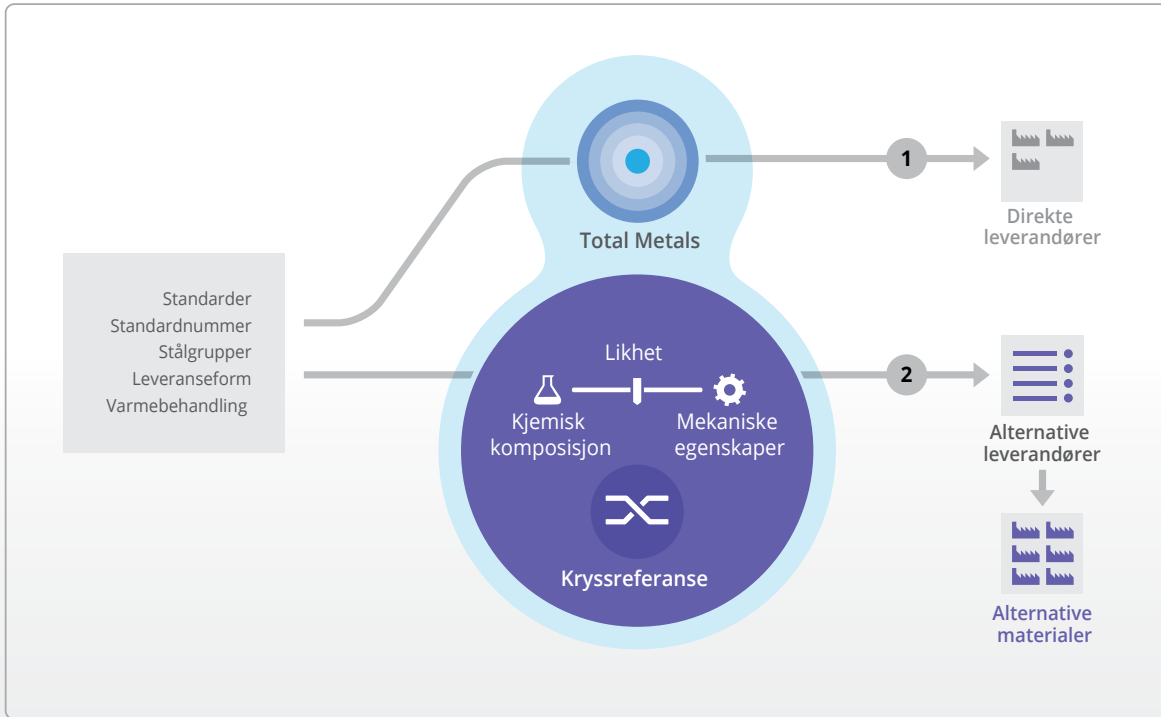 Standarder
Standardnummer
Stålgrupper
Leveranseform
Varmebehandling
Total Metals
1
Direkte
leverandører
Likhet
Kjemisk
komposisjon
Mekaniske
egenskaper
Kryssreferanse
2
Alternative
leverandører
Alternative
materialer